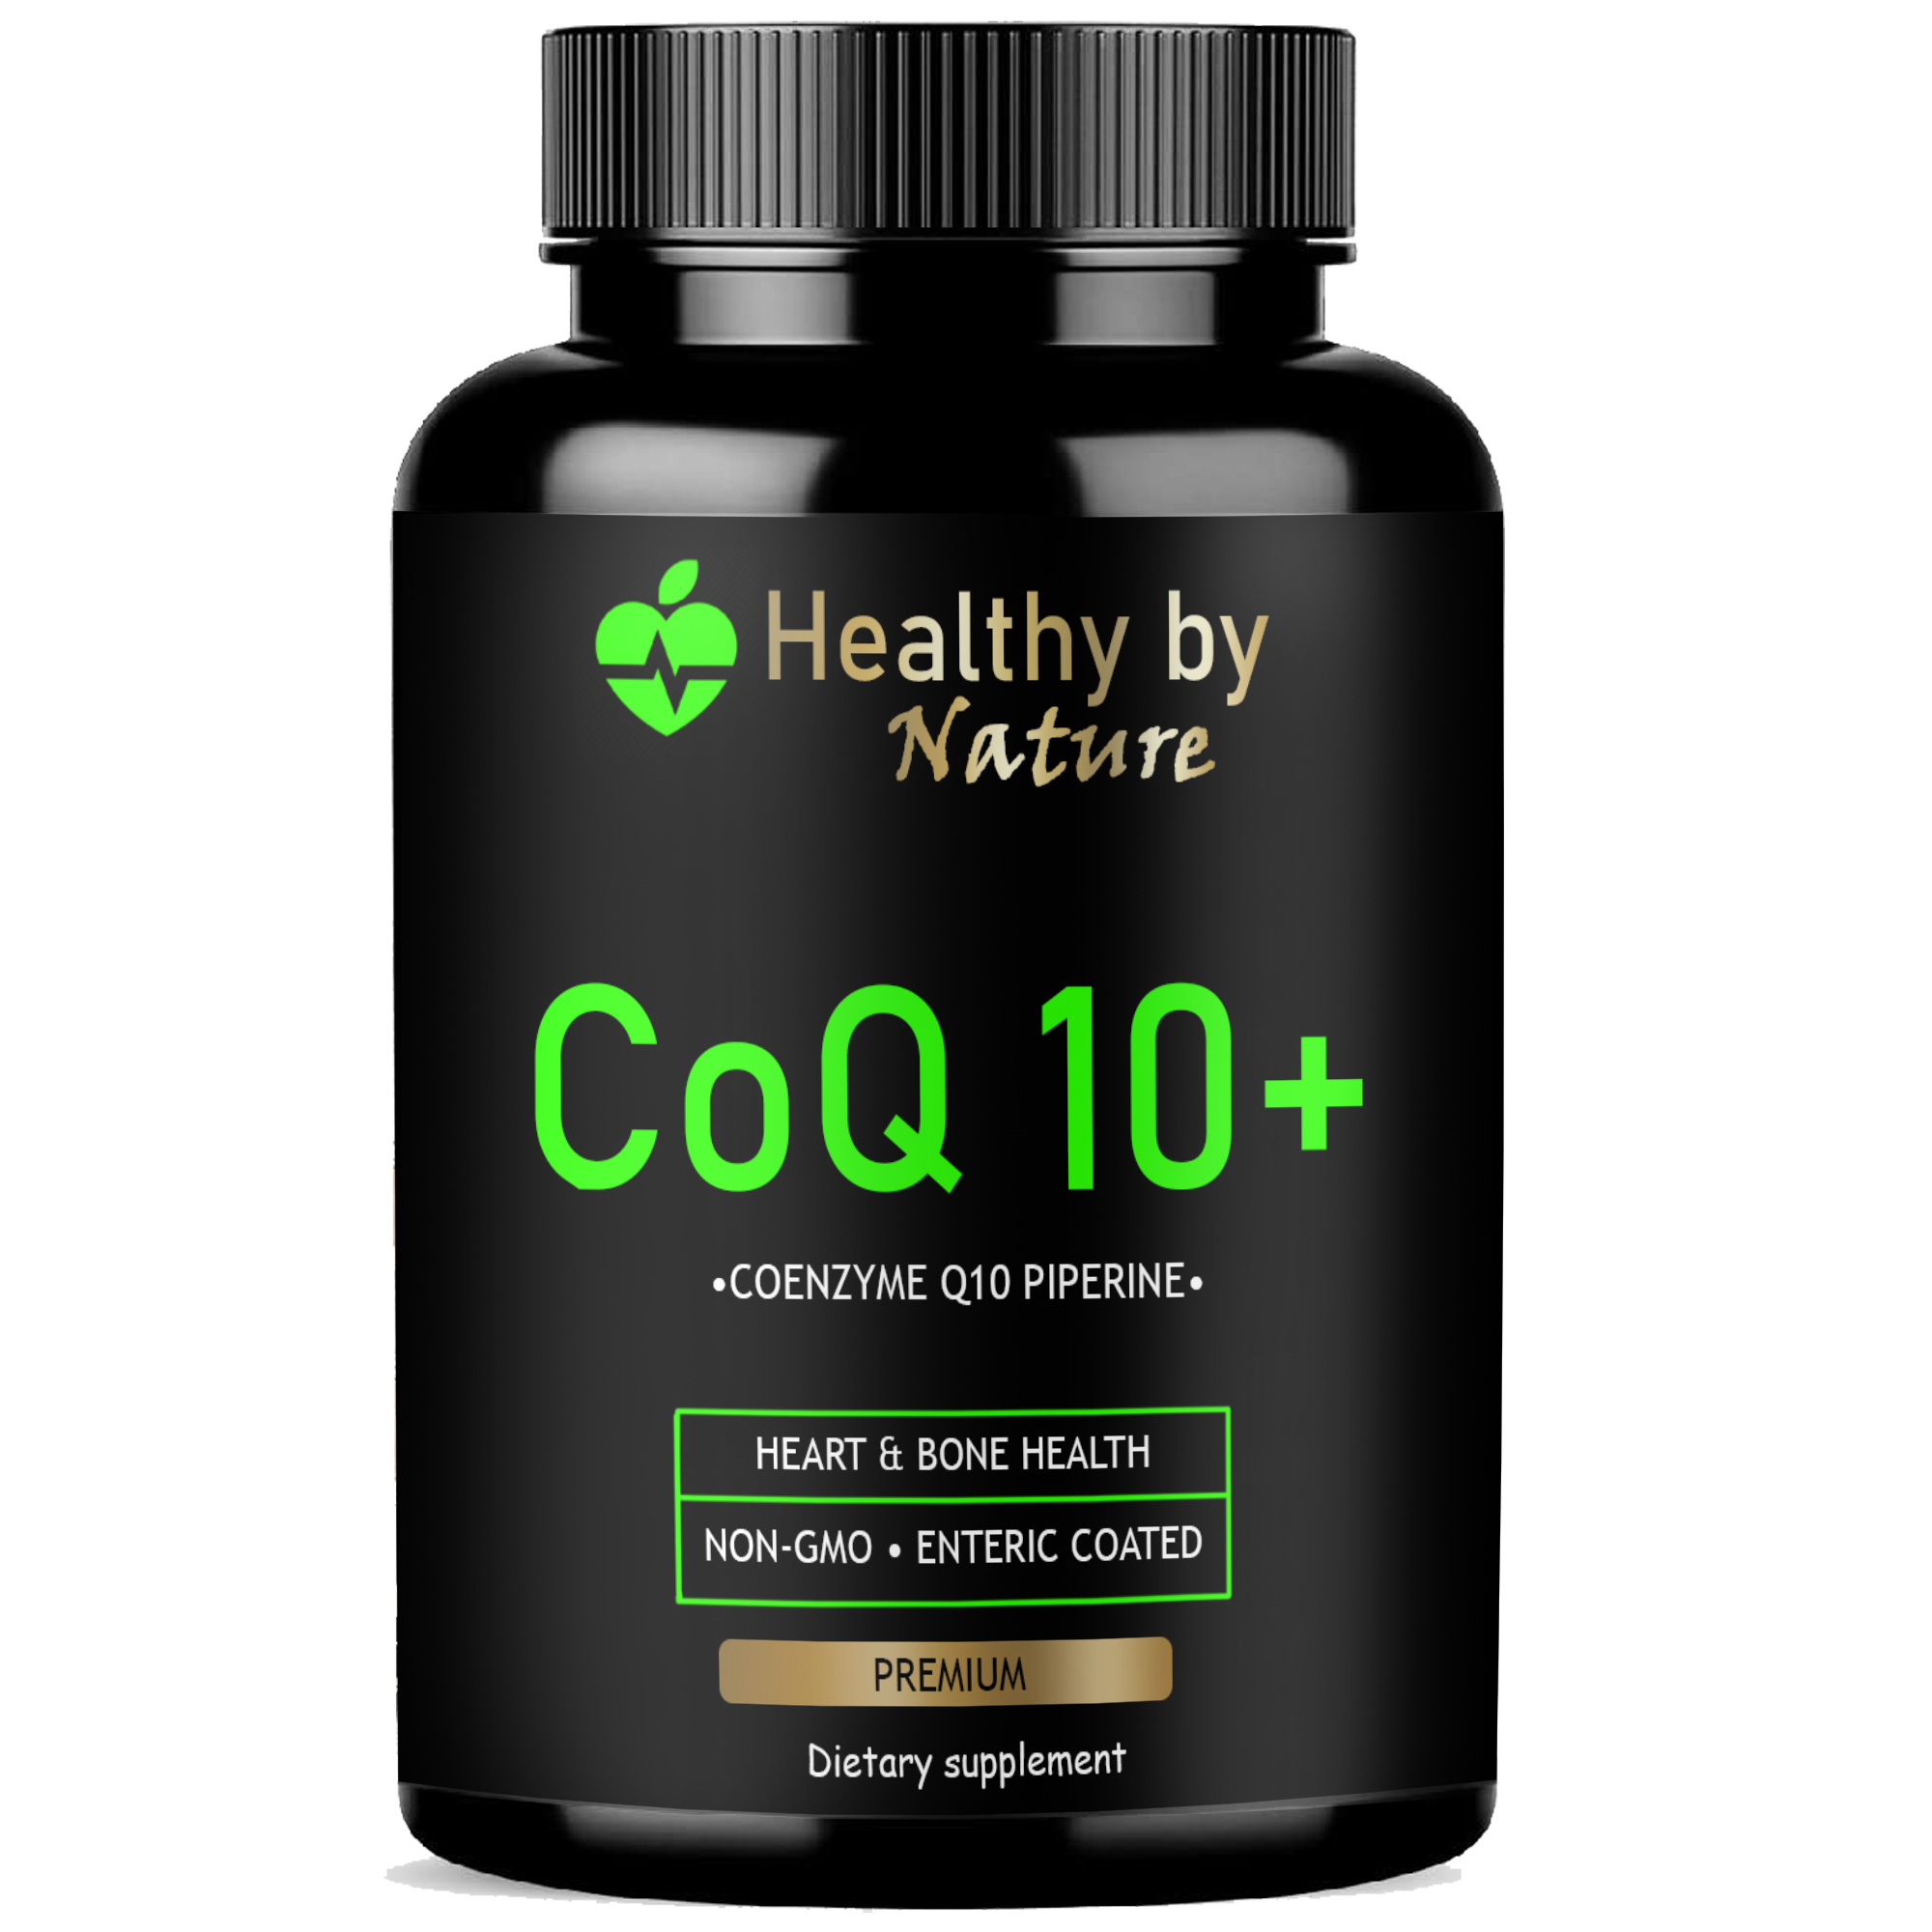 Healthy by
Nature
CoQ 10+
•COENZYME Q10 PIPERINE•
HEART & BONE HEALTH
NON-GMO • ENTERIC COATED
PREMIUM
Dietary supplement